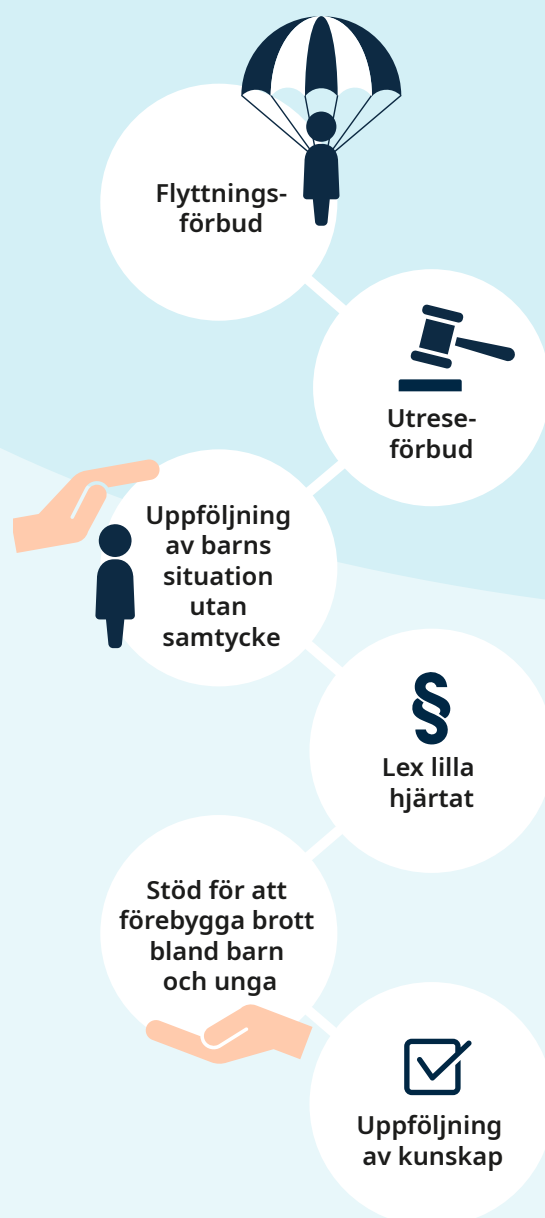 Flyttnings-
förbud
Utrese-
förbud
Uppföljning
av barns
situation
utan
samtycke
§
Lex lilla
hjärtat
Stöd för att
förebygga brott
bland barn
och unga
Uppföljning
av kunskap